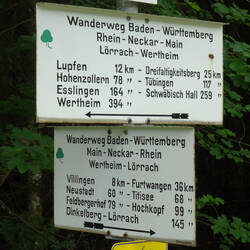 Wanderweg Baden-Württemberg
Rhein-Neckar-Main
Lörrach-Wertheim
Lupfen 12 km - Dreifaltigkeitsberg 25 km
Hohenzollern 78 " - Tübingen 117 "
Esslingen 164 " - Schwäbisch Hall 259 "
Wertheim 394 "
Wanderweg Baden-Württemberg
Main-Neckar-Rhein
Wertheim-Lörrach
Villingen 8 km - Furtwangen 36 km
Neustadt 60 " - Titisee 68 "
Feldbergerhof 79 " - Hochkopf 99 "
Dinkelberg - Lörrach 145 "